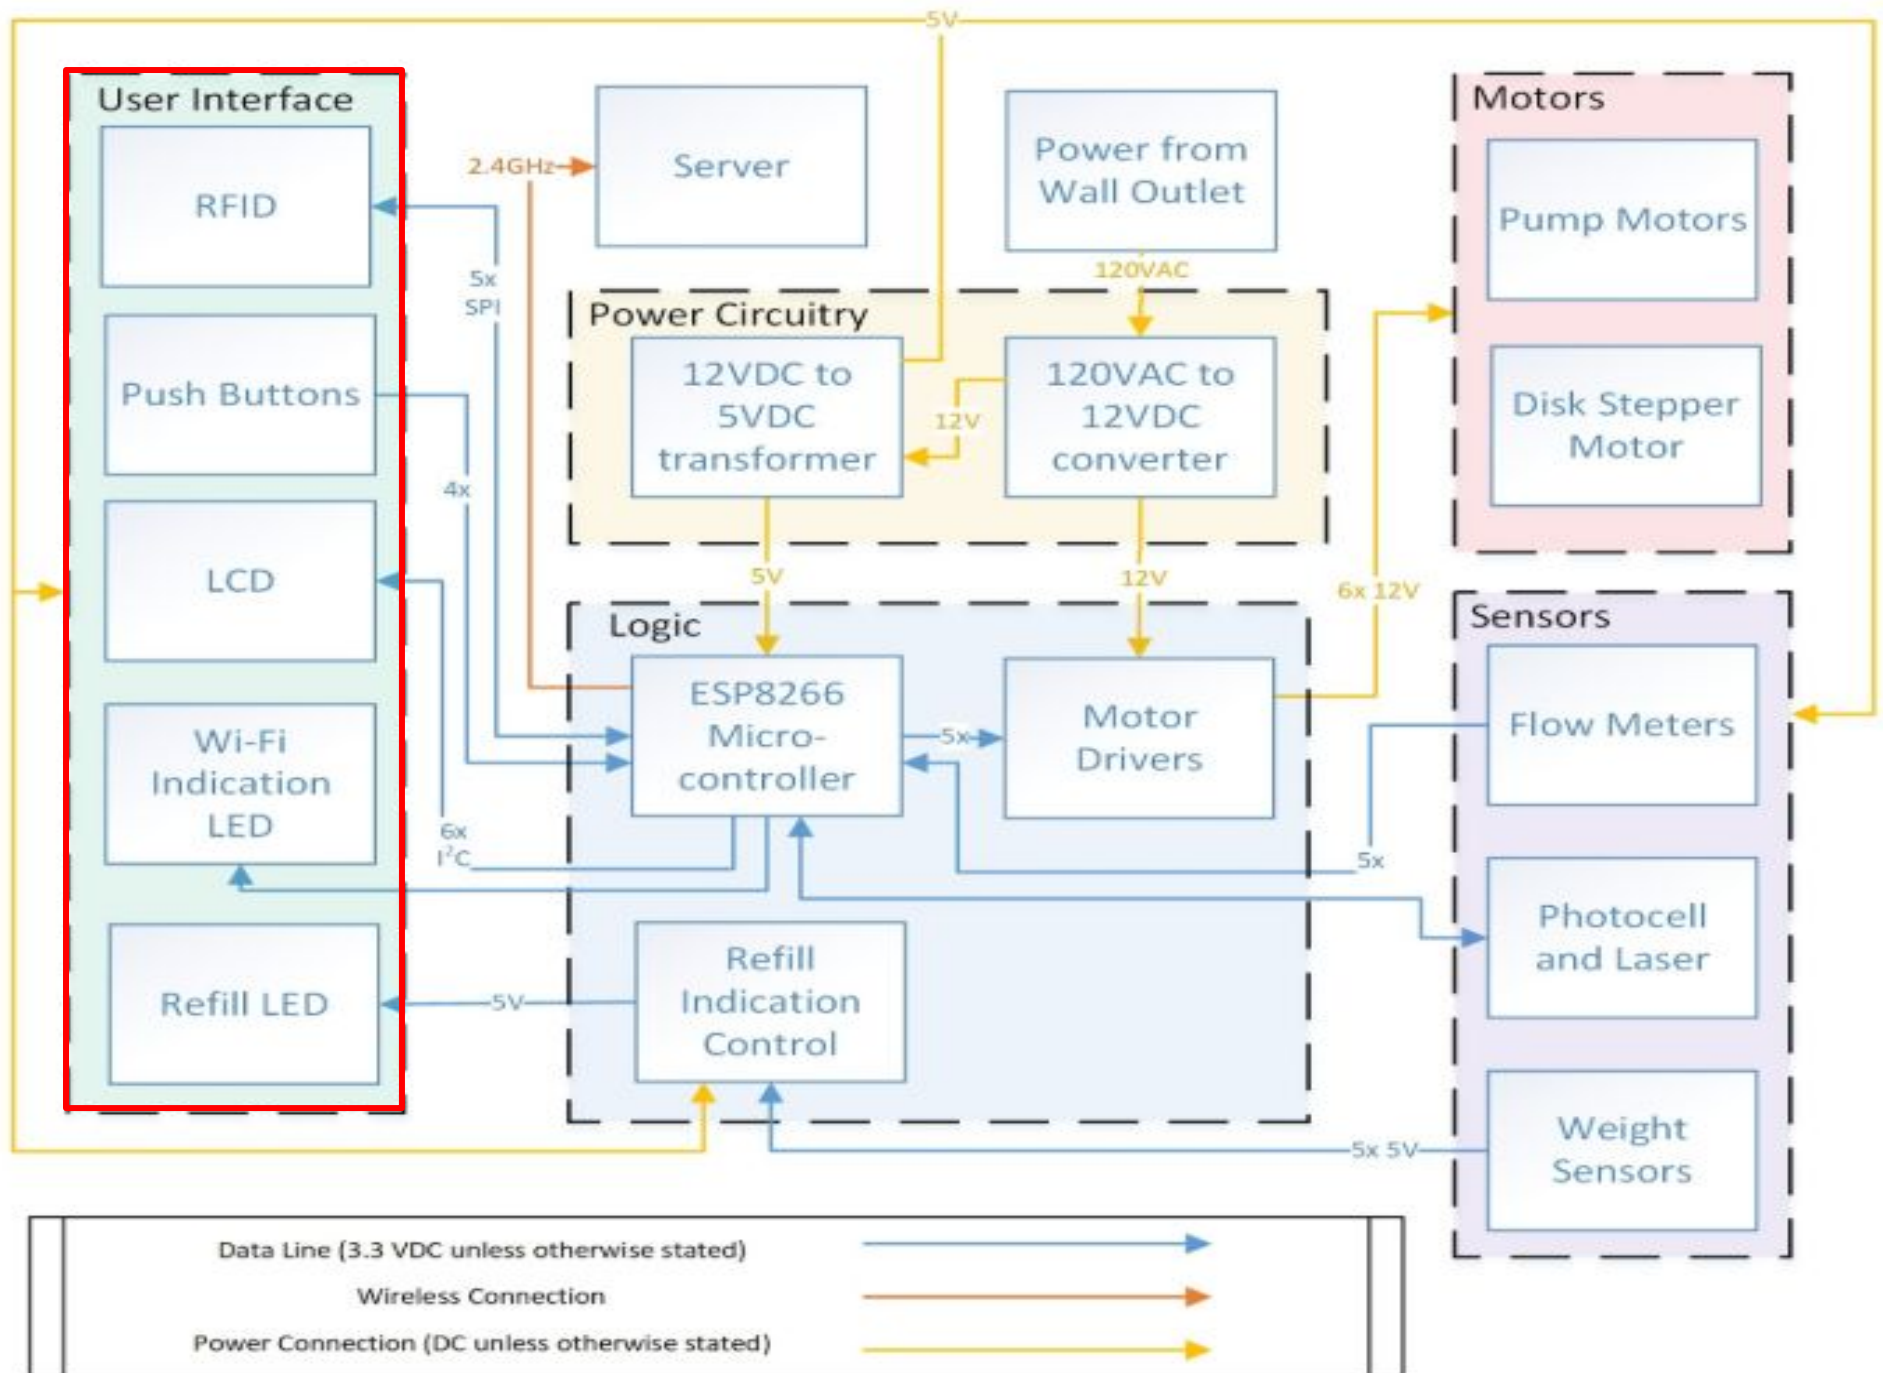 5V
User Interface
RFID
Push Buttons
LCD
Wi-Fi
Indication
LED
Refill LED
2.4GHz
5x
SPI
4x
6x
I²C
5V
Server
Power from
Wall Outlet
120VAC
Power Circuitry
12VDC to
5VDC
transformer
12V
120VAC to
12VDC
converter
5V
12V
Logic
ESP8266
Micro-
controller
5x
Motor
Drivers
Refill
Indication
Control
6x 12V
5x
5x 5V
Motors
Pump Motors
Disk Stepper
Motor
Sensors
Flow Meters
Photocell
and Laser
Weight
Sensors
Data Line (3.3 VDC unless otherwise stated)
Wireless Connection
Power Connection (DC unless otherwise stated)